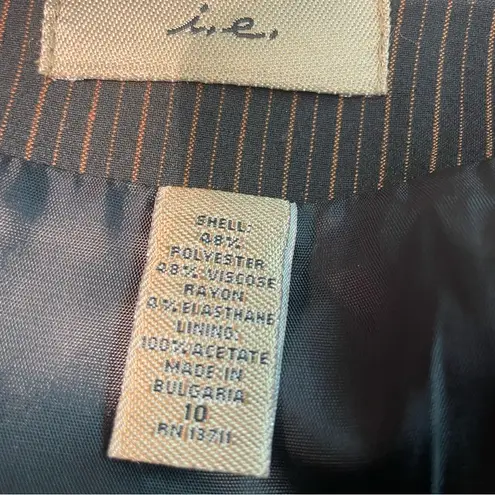 i.e.
SHELL:
48%
POLYESTER
48% VISCOSE
RAYON
4% ELASTHANE
LINING:
100% ACETATE
MADE IN
BULGARIA
10
RN 13711